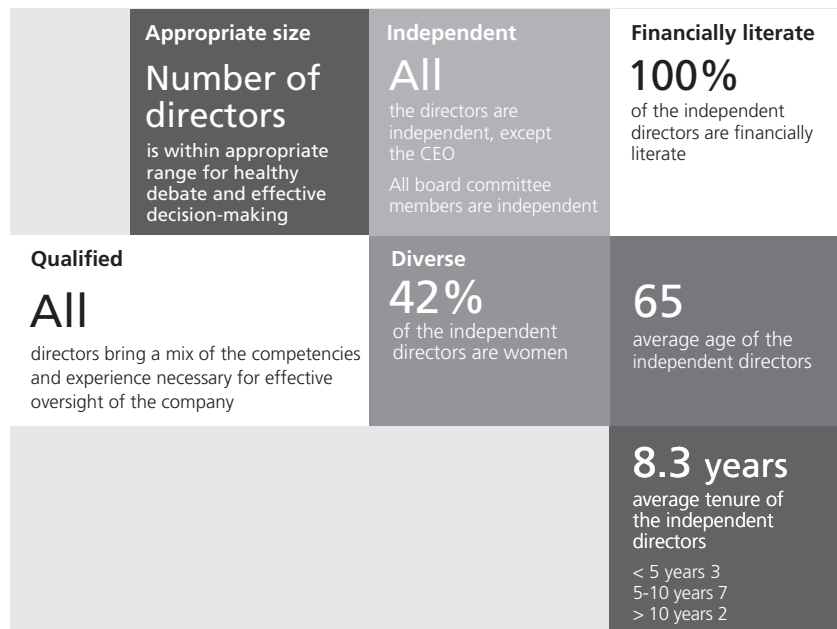 Appropriate size
Number of
directors
is within appropriate
range for healthy
debate and effective
decision-making
Independent
All
the directors are
independent, except
the CEO
All board committee
members are independent
Financially literate
100%
of the independent
directors are financially
literate
Qualified
All
directors bring a mix of the competencies
and experience necessary for effective
oversight of the company
Diverse
42%
of the independent
directors are women
65
average age of the
independent directors
8.3 years
average tenure of
the independent
directors
< 5 years 3
5-10 years 7
> 10 years 2